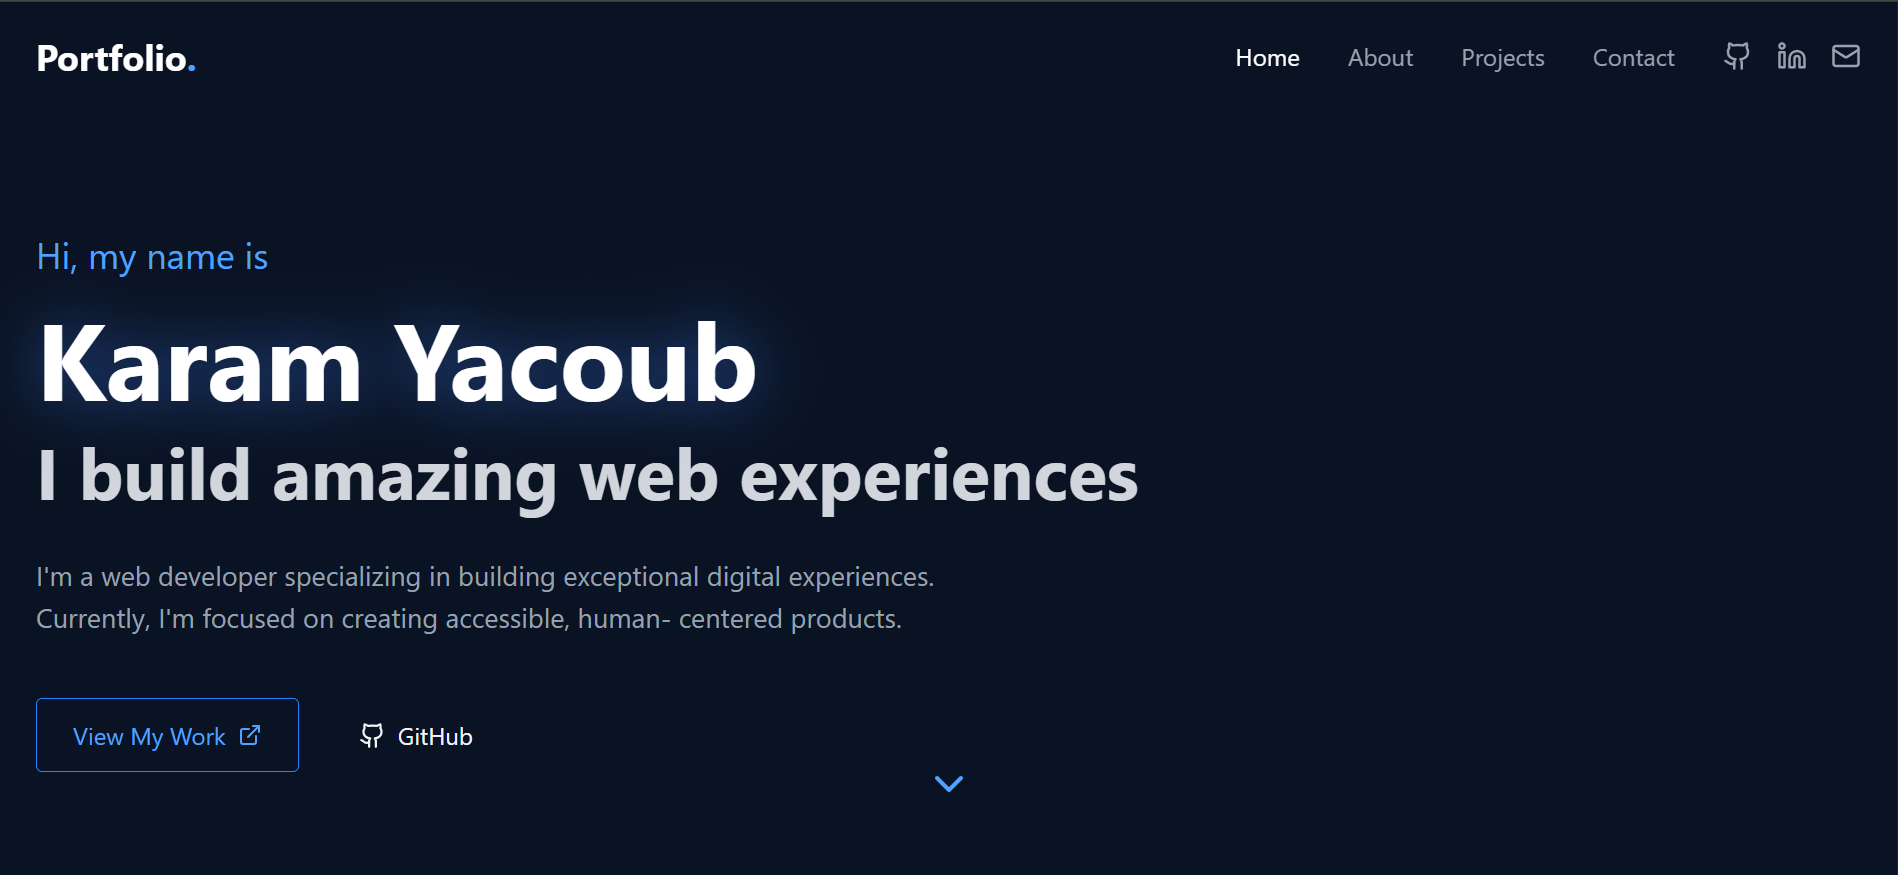 Portfolio.
Home About Projects Contact
Hi, my name is
Karam Yacoub
I build amazing web experiences
I'm a web developer specializing in building exceptional digital experiences.
Currently, I'm focused on creating accessible, human- centered products.
View My Work
GitHub